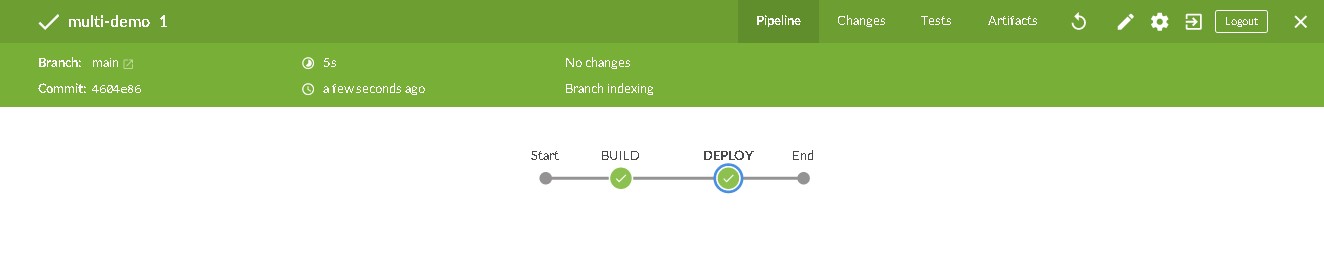 multi-demo 1
Pipeline Changes Tests Artifacts Logout
Branch: main 5s No changes
Commit: 4604e86 a few seconds ago Branch indexing
Start BUILD DEPLOY End